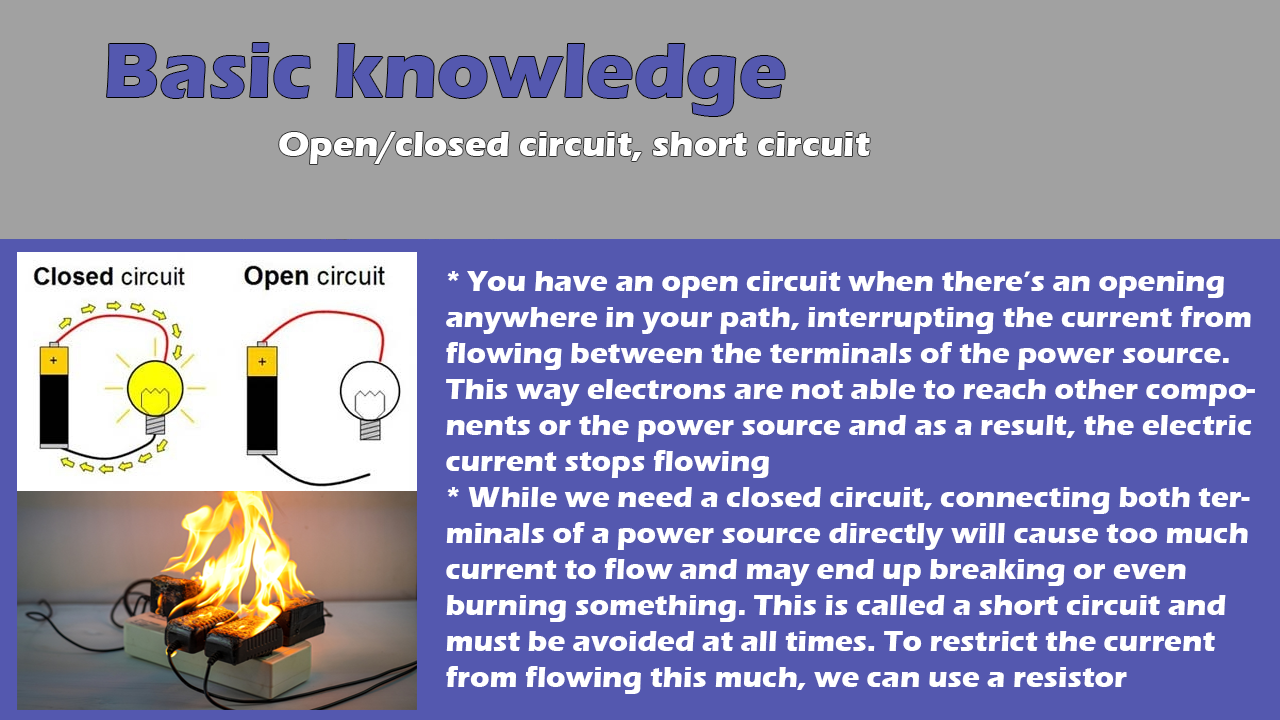 Basic knowledge
Open/closed circuit, short circuit
Closed circuit
Open circuit
+
+
* You have an open circuit when there's an opening
anywhere in your path, interrupting the current from
flowing between the terminals of the power source.
This way electrons are not able to reach other compo-
nents or the power source and as a result, the electric
current stops flowing
* While we need a closed circuit, connecting both ter-
minals of a power source directly will cause too much
current to flow and may end up breaking or even
burning something. This is called a short circuit and
must be avoided at all times. To restrict the current
from flowing this much, we can use a resistor